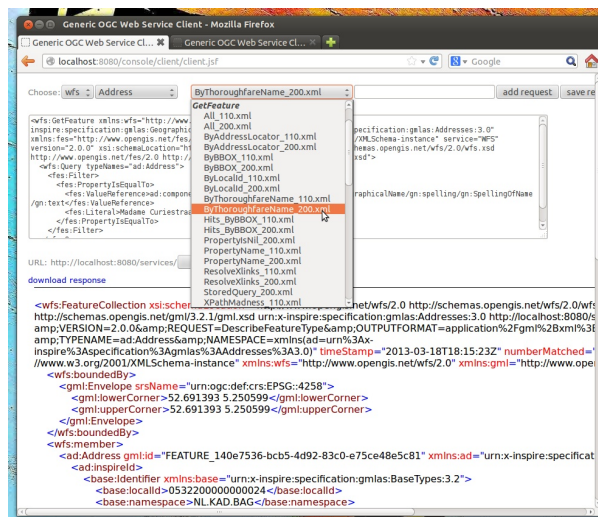 Generic OGC Web Service Client - Mozilla Firefox
Generic OGC Web Service Cl... Generic OGC Web Service Cl...
localhost:8080/console/client/client.jsf Google
Choose: wfs Address ByThoroughfareName_200.xml add request save re
GetFeature
All_110.xml
All_200.xml
ByAddressLocator_110.xml
ByAddressLocator_200.xml
ByBBOX_110.xml
ByBBOX_200.xml
ByLocalId_110.xml
ByLocalId_200.xml
ByThoroughfareName_110.xml
ByThoroughfareName_200.xml
Hits_ByBBOX_110.xml
Hits_ByBBOX_200.xml
PropertyIsNil_200.xml
PropertyName_110.xml
PropertyName_200.xml
ResolveXlinks_110.xml
ResolveXlinks_200.xml
StoredQuery_200.xml
XPathMadness_110.xml
<wfs:GetFeature xmlns:wfs="http://www.
inspire:specification:gmlas:Geographic pecification:gmlas:Addresses:3.0"
xmlns:fes="http://www.opengis.net/fes/ /XMLSchema-instance" service="WFS"
version="2.0.0" xsi:schemaLocation="ht hemas.opengis.net/wfs/2.0/wfs.xsd
http://www.opengis.net/fes/2.0 http:// xsd">
<wfs:Query typeNames="ad:Address">
<fes:Filter>
<fes:PropertyIsEqualTo>
<fes:ValueReference>ad:compone raphicalName/gn:spelling/gn:SpellingOfName
/gn:text</fes:ValueReference>
<fes:Literal>Madame Curiestraa
</fes:PropertyIsEqualTo>
</fes:Filter>
URL: http://localhost:8080/services/
download response
<wfs:FeatureCollection xsi:schem .net/wfs/2.0 http://schemas.opengis.net/wfs/2.0/wfs
http://schemas.opengis.net/gml/3.2.1/gml.xsd urn:x-inspire:specification:gmlas:Addresses:3.0 http://localhost:8080/s
amp;VERSION=2.0.0&amp;REQUEST=DescribeFeatureType&amp;OUTPUTFORMAT=application%2Fgml%2Bxml%3B
amp;TYPENAME=ad:Address&amp;NAMESPACE=xmlns(ad=urn%3Ax-
inspire%3Aspecification%3Agmlas%3AAddresses%3A3.0)" timeStamp="2013-03-18T18:15:23Z" numberMatched="
//www.w3.org/2001/XMLSchema-instance" xmlns:wfs="http://www.opengis.net/wfs/2.0" xmlns:gml="http://www.ope
<wfs:boundedBy>
<gml:Envelope srsName="urn:ogc:def:crs:EPSG::4258">
<gml:lowerCorner>52.691393 5.250599</gml:lowerCorner>
<gml:upperCorner>52.691393 5.250599</gml:upperCorner>
</gml:Envelope>
</wfs:boundedBy>
<wfs:member>
<ad:Address gml:id="FEATURE_140e7536-bcb5-4d92-83c0-e75ce48e5c81" xmlns:ad="urn:x-inspire:specificat
<ad:inspireId>
<base:Identifier xmlns:base="urn:x-inspire:specification:gmlas:BaseTypes:3.2">
<base:localId>0532200000000024</base:localId>
<base:namespace>NL.KAD.BAG</base:namespace>